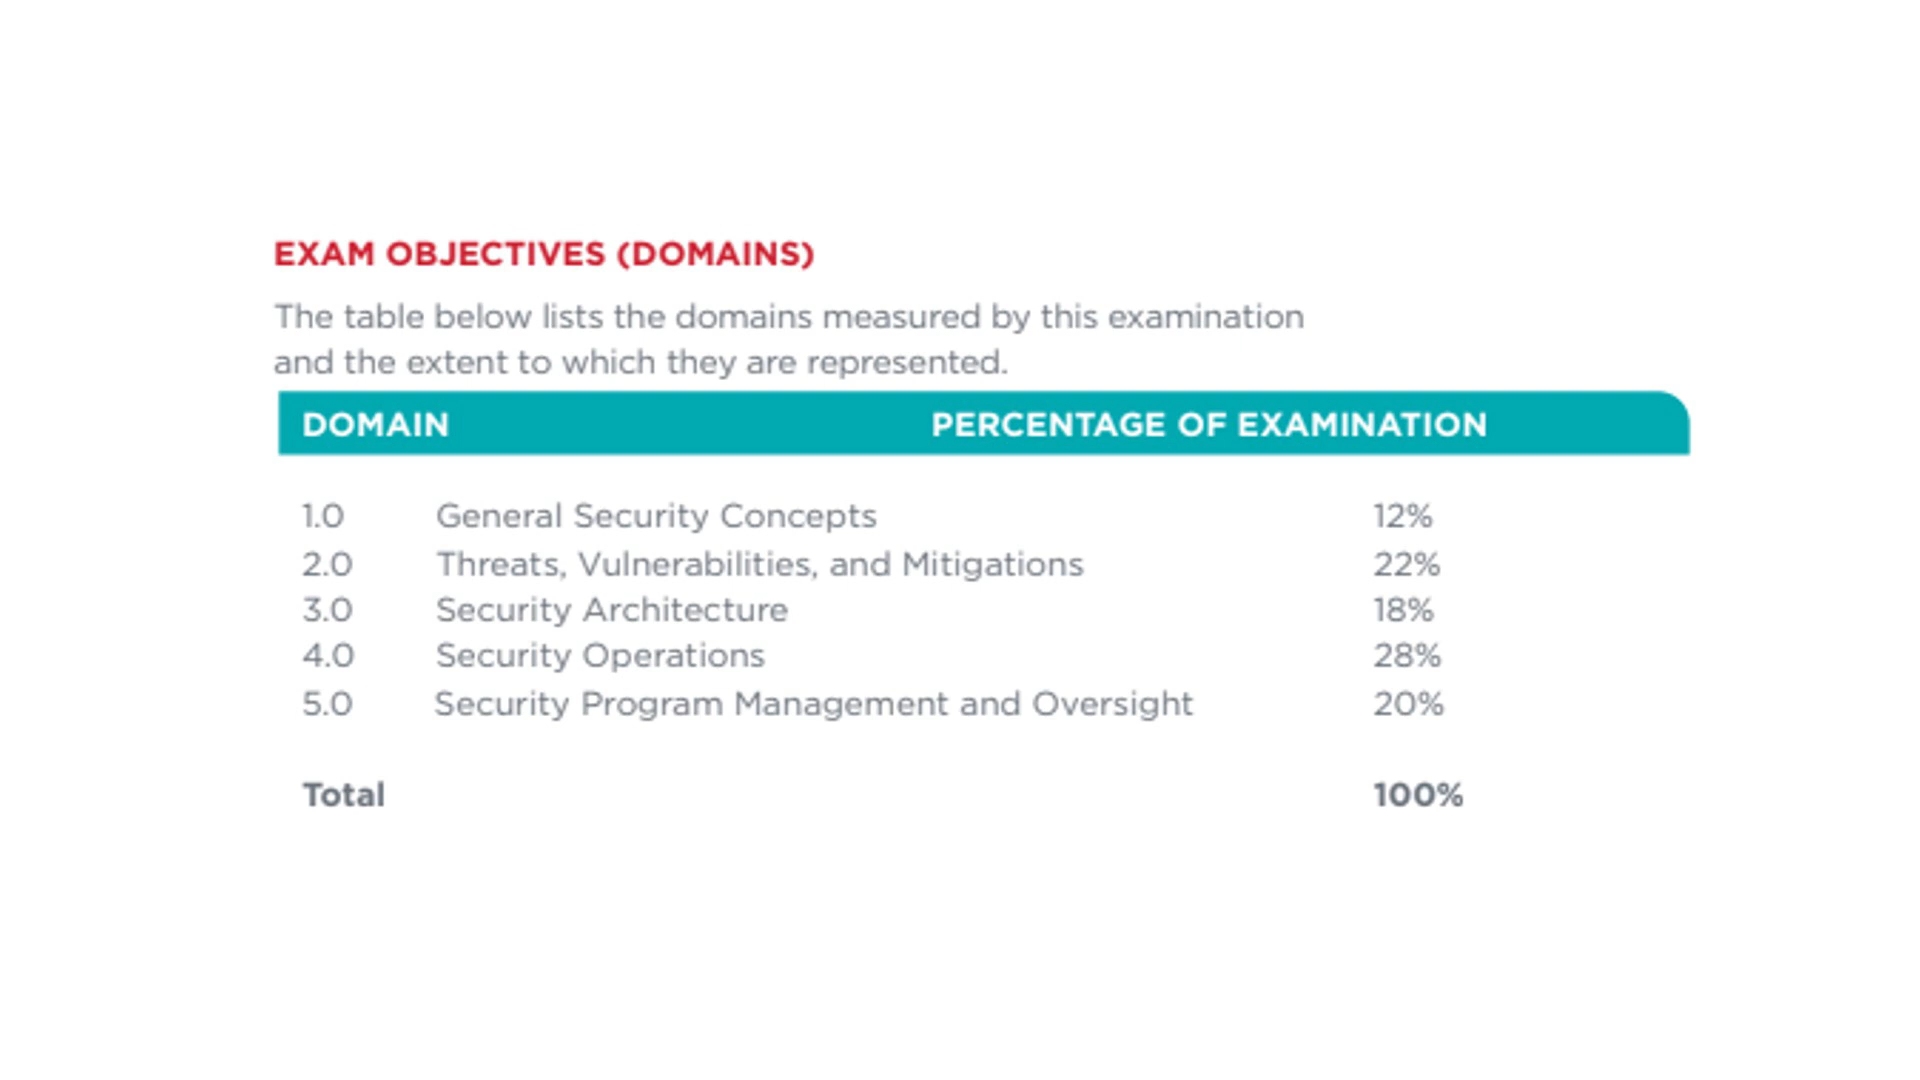 EXAM OBJECTIVES (DOMAINS)
The table below lists the domains measured by this examination
and the extent to which they are represented.
DOMAIN PERCENTAGE OF EXAMINATION
1.0 General Security Concepts 12%
2.0 Threats, Vulnerabilities, and Mitigations 22%
3.0 Security Architecture 18%
4.0 Security Operations 28%
5.0 Security Program Management and Oversight 20%
Total 100%